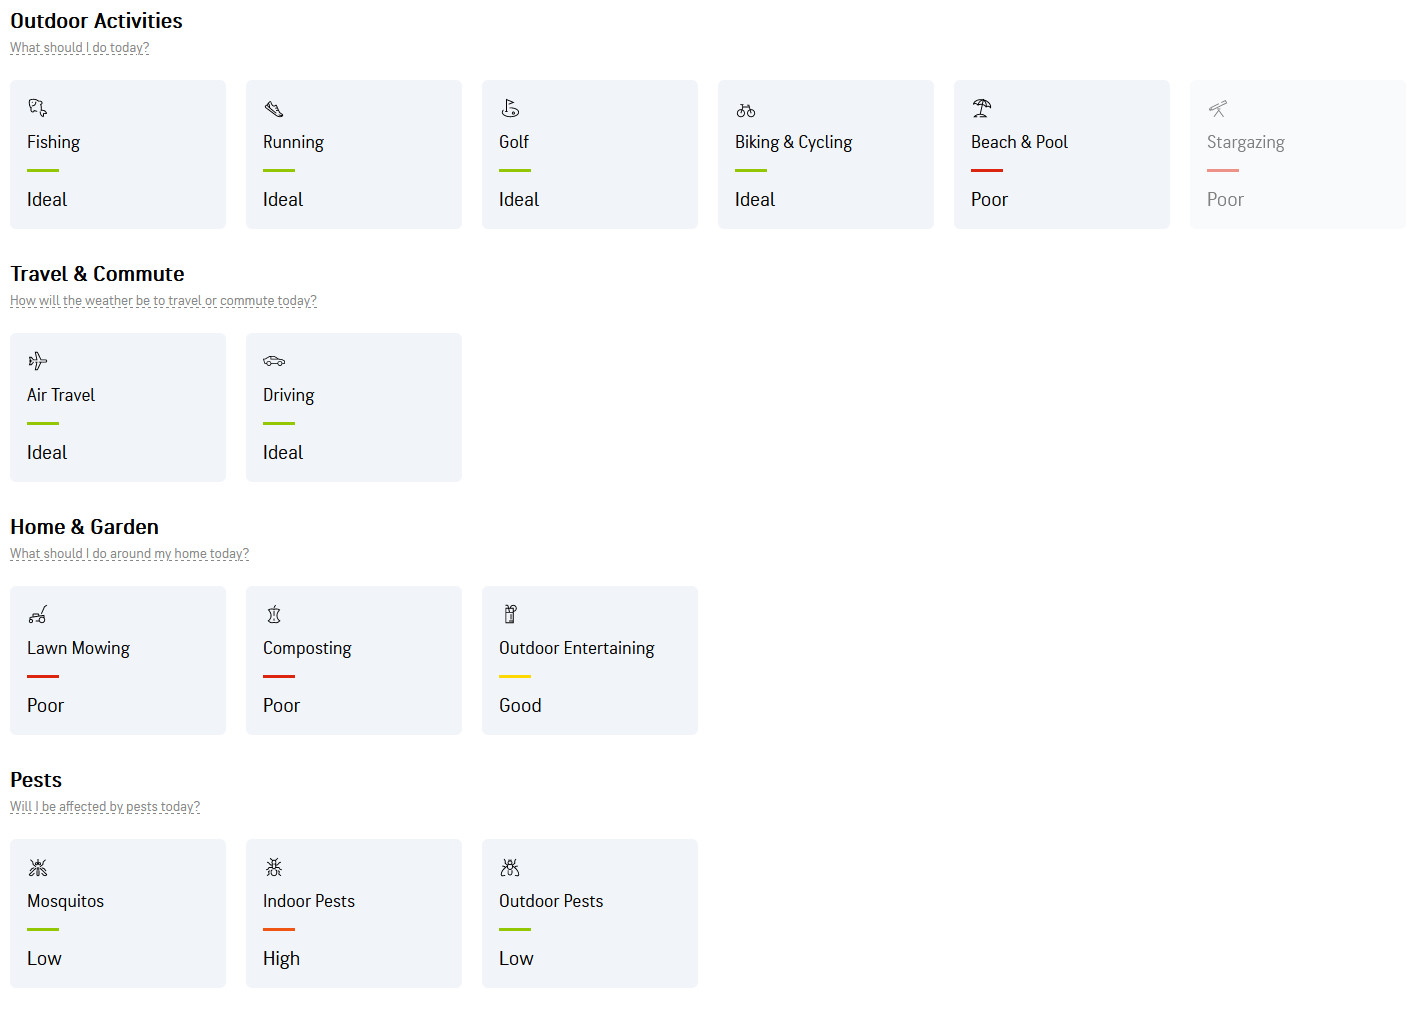 Outdoor Activities
What should I do today?
Fishing
Ideal
Running
Ideal
Golf
Ideal
Biking & Cycling
Ideal
Beach & Pool
Poor
Stargazing
Poor
Travel & Commute
How will the weather be to travel or commute today?
Air Travel
Ideal
Driving
Ideal
Home & Garden
What should I do around my home today?
Lawn Mowing
Poor
Composting
Poor
Outdoor Entertaining
Good
Pests
Will I be affected by pests today?
Mosquitos
Low
Indoor Pests
High
Outdoor Pests
Low